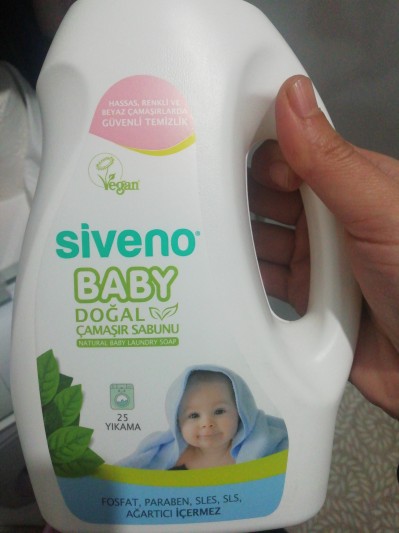 HASSAS, RENKLİ VE
BEYAZ ÇAMAŞIRLARDA
GÜVENLİ TEMİZLİK
Vegan
siveno®
BABY
DOĞAL
ÇAMAŞIR SABUNU
NATURAL BABY LAUNDRY SOAP
25
YIKAMA
FOSFAT, PARABEN, SLES, SLS,
AĞARTICI İÇERMEZ